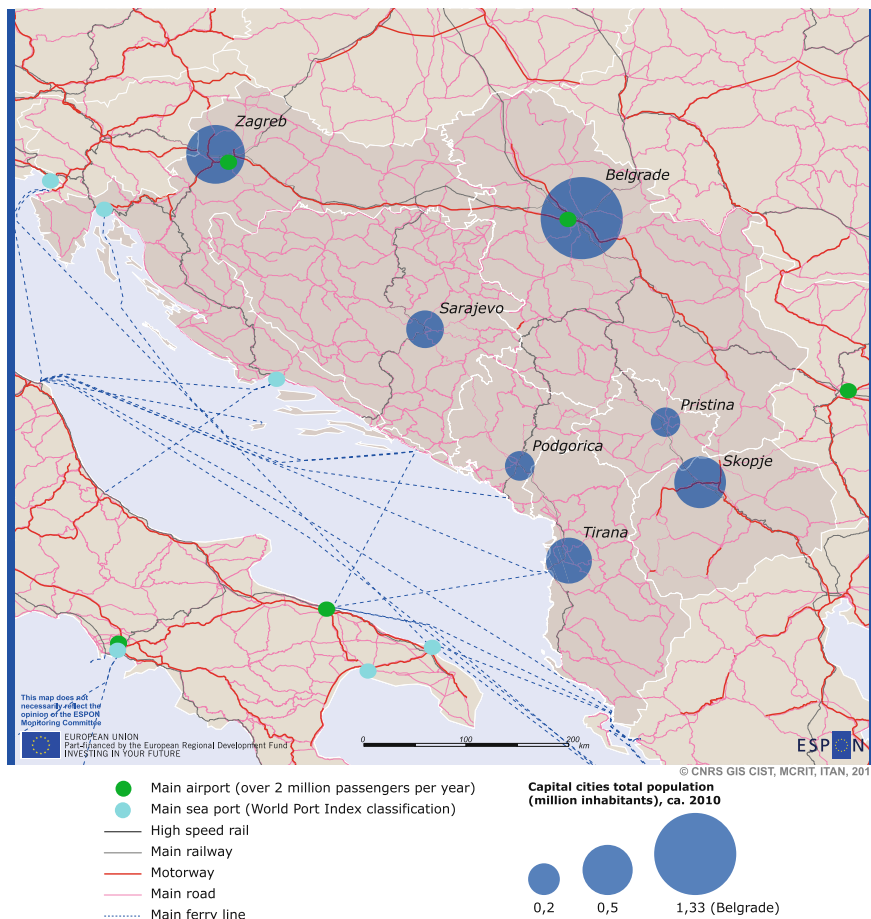 Zagreb
Belgrade
Sarajevo
Pristina
Podgorica
Skopje
Tirana
This map does not
necessarily reflect the
opinion of the ESPON
Monitoring Committee
EUROPEAN UNION
Part-financed by the European Regional Development Fund
INVESTING IN YOUR FUTURE
0 100 200
km
ESPON
© CNRS GIS CIST, MCRIT, ITAN, 201
Main airport (over 2 million passengers per year)
Main sea port (World Port Index classification)
High speed rail
Main railway
Motorway
Main road
Main ferry line
Capital cities total population
(million inhabitants), ca. 2010
0,2 0,5 1,33 (Belgrade)